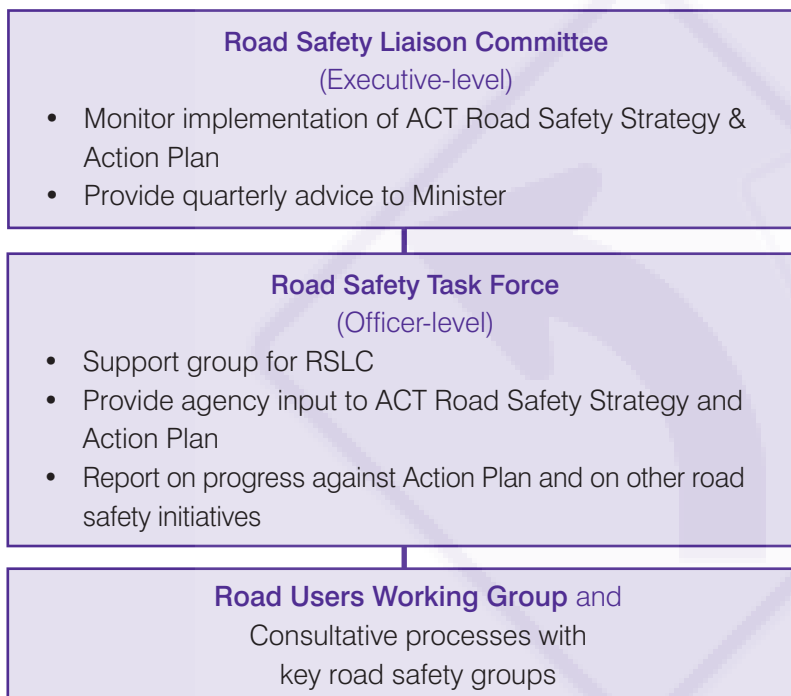 Road Safety Liaison Committee
(Executive-level)
• Monitor implementation of ACT Road Safety Strategy &
Action Plan
• Provide quarterly advice to Minister
Road Safety Task Force
(Officer-level)
• Support group for RSLC
• Provide agency input to ACT Road Safety Strategy and
Action Plan
• Report on progress against Action Plan and on other road
safety initiatives
Road Users Working Group and
Consultative processes with
key road safety groups